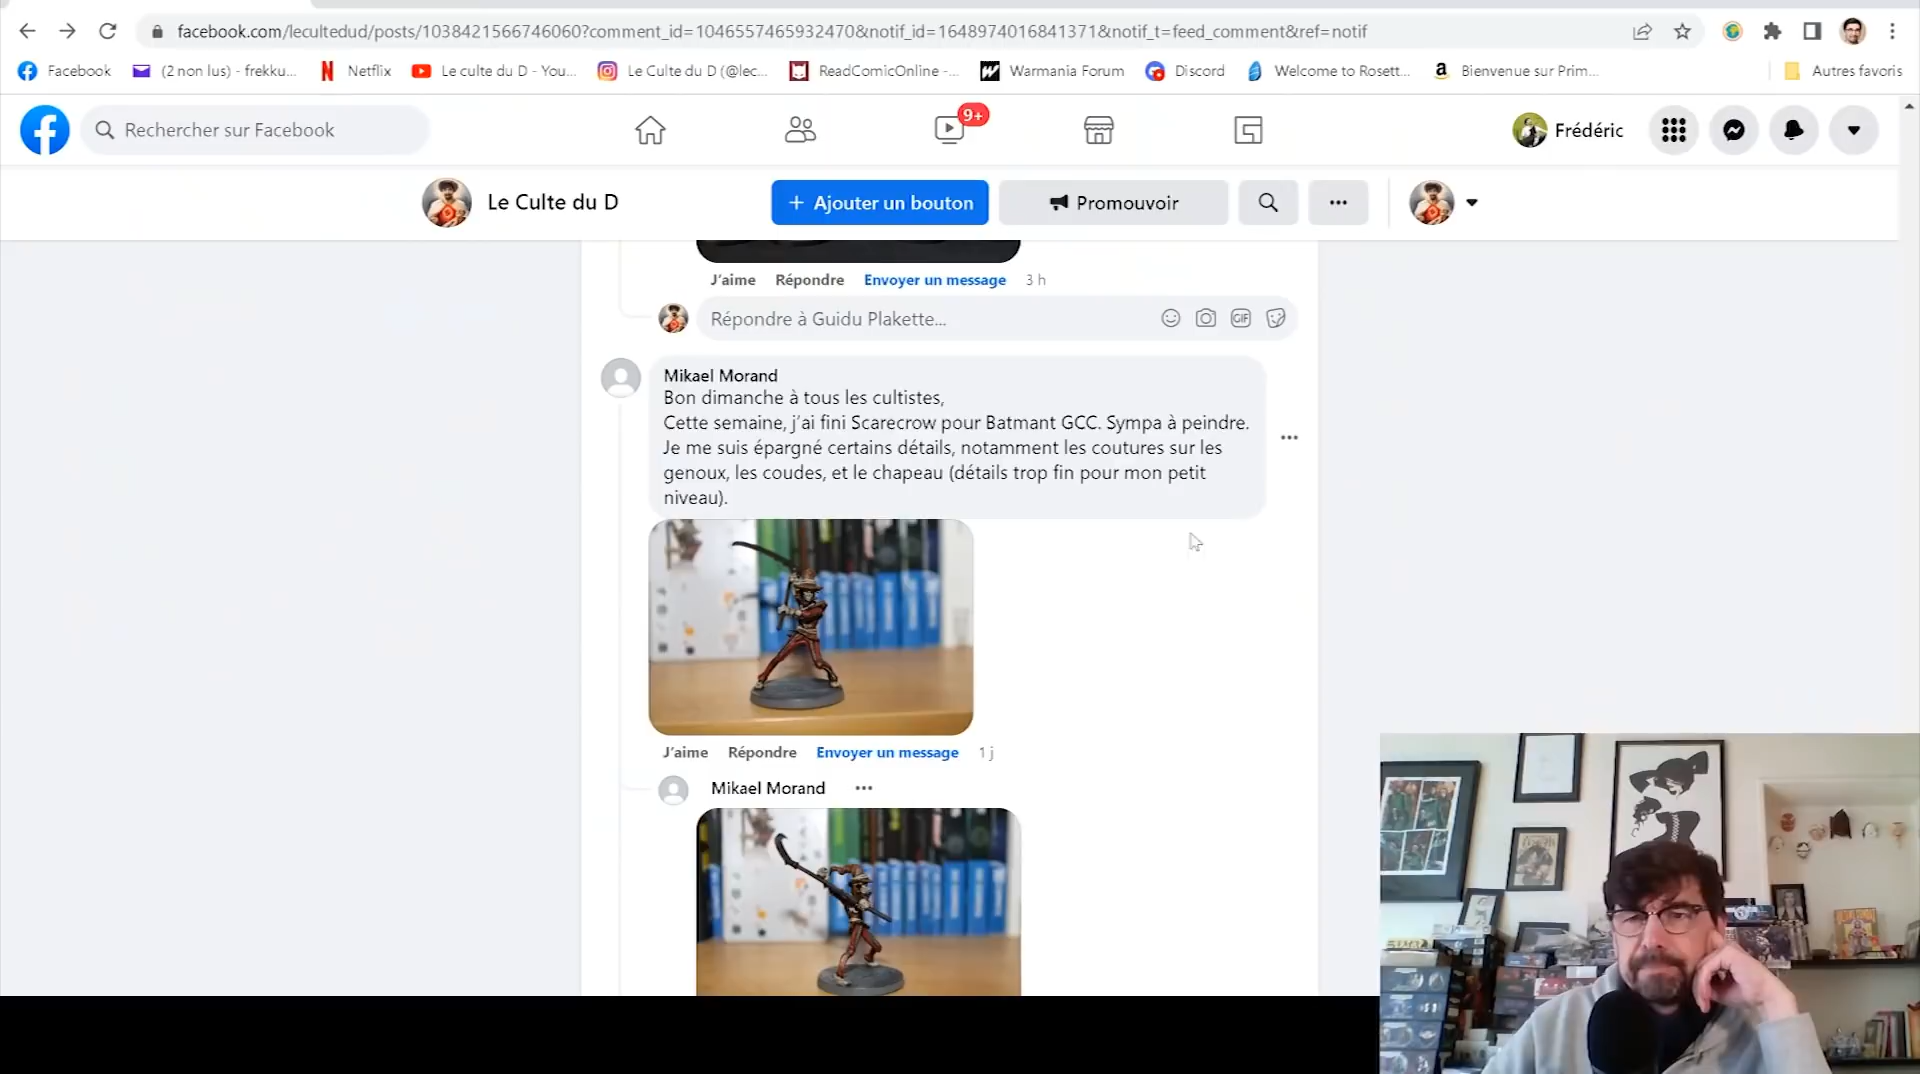 facebook.com/lecultedud/posts/1038421566746060?comment_id=1046557465932470&notif_id=1648974016841371&notif_t=feed_comment&ref=notif
Facebook
(2 non lus) - frekku...
Netflix
Le culte du D - You...
Le Culte du D (@lec...
ReadComicOnline -...
Warmania Forum
Discord
Welcome to Rosett...
Bienvenue sur Prim...
Autres favoris
Rechercher sur Facebook
9+
Frédéric
Le Culte du D
+ Ajouter un bouton
Promouvoir
J'aime Répondre Envoyer un message 3 h
Répondre à Guidu Plakette...
GIF
Mikael Morand
Bon dimanche à tous les cultistes,
Cette semaine, j'ai fini Scarecrow pour Batmant GCC. Sympa à peindre.
Je me suis épargné certains détails, notamment les coutures sur les
genoux, les coudes, et le chapeau (détails trop fin pour mon petit
niveau).
J'aime Répondre Envoyer un message 1 j
Mikael Morand